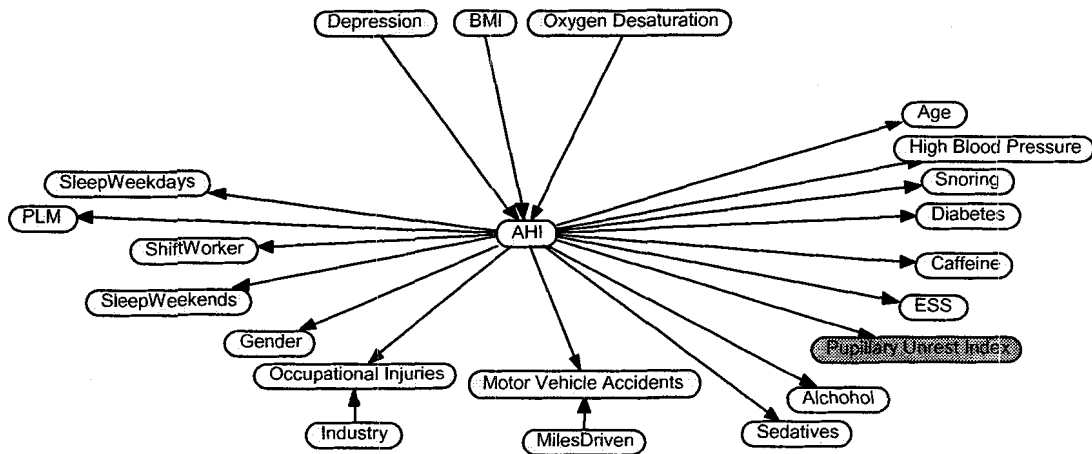 Depression
BMI
Oxygen Desaturation
Age
High Blood Pressure
SleepWeekdays
Snoring
PLM
Diabetes
AHI
ShiftWorker
Caffeine
SleepWeekends
ESS
Gender
Pupillary Unrest Index
Occupational Injuries
Motor Vehicle Accidents
Alchohol
Industry
MilesDriven
Sedatives